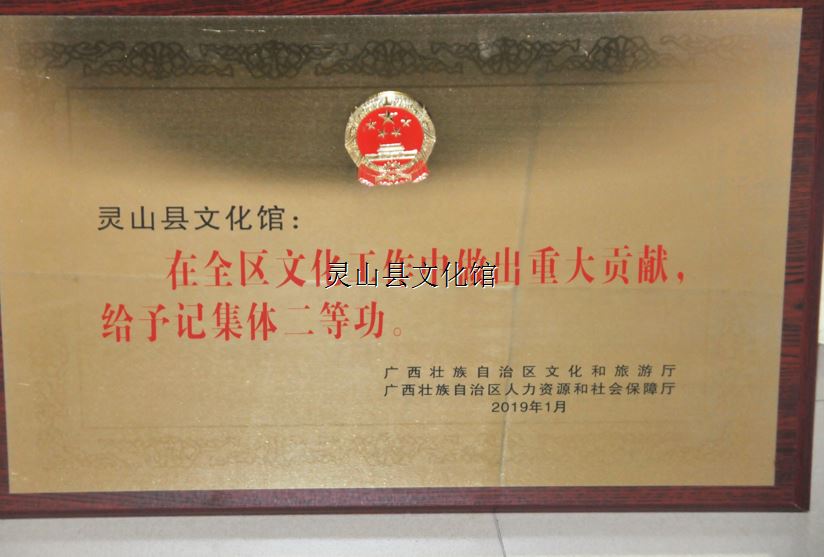 灵山县文化馆：
在全区文化工作中做出重大贡献，
灵山县文化馆
给予记集体二等功。
广西壮族自治区文化和旅游厅
广西壮族自治区人力资源和社会保障厅
2019年1月